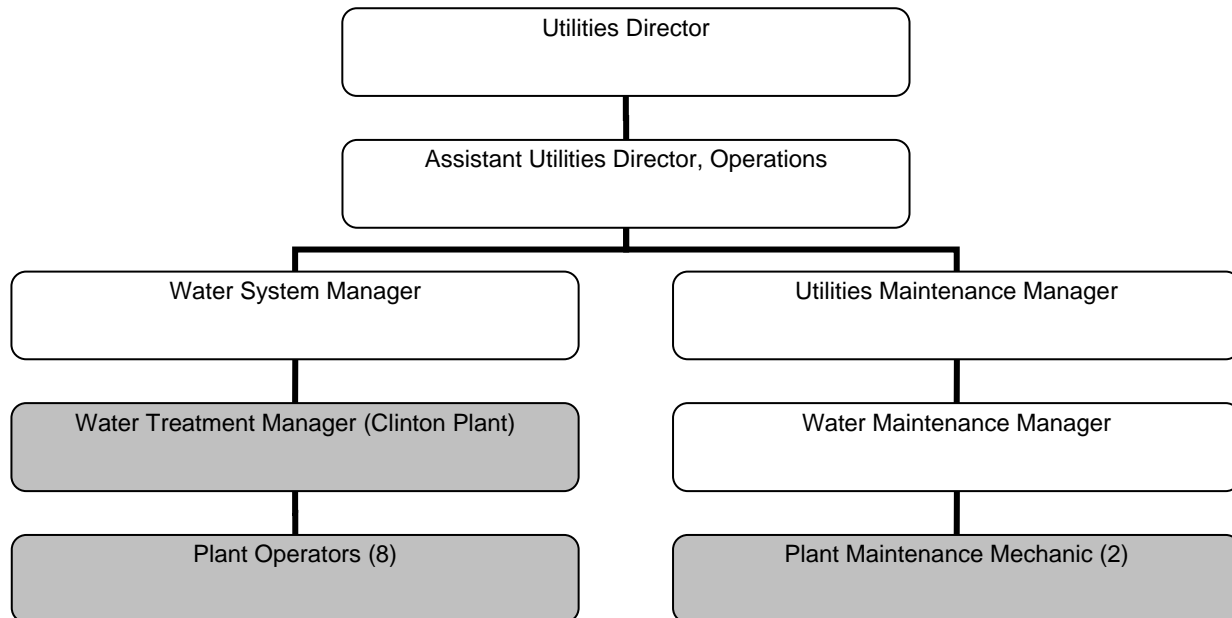 Utilities Director
Assistant Utilities Director, Operations
Water System Manager
Utilities Maintenance Manager
Water Treatment Manager (Clinton Plant)
Water Maintenance Manager
Plant Operators (8)
Plant Maintenance Mechanic (2)